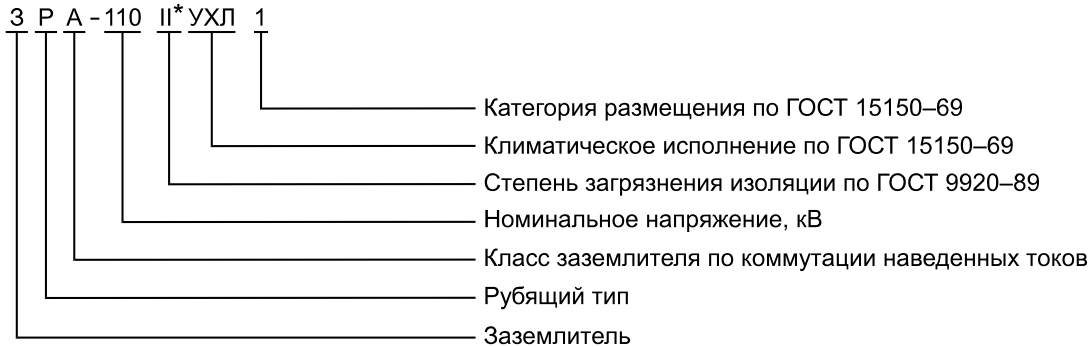 З Р А - 110 II* УХЛ 1
Категория размещения по ГОСТ 15150–69
Климатическое исполнение по ГОСТ 15150–69
Степень загрязнения изоляции по ГОСТ 9920–89
Номинальное напряжение, кВ
Класс заземлителя по коммутации наведенных токов
Рубящий тип
Заземлитель